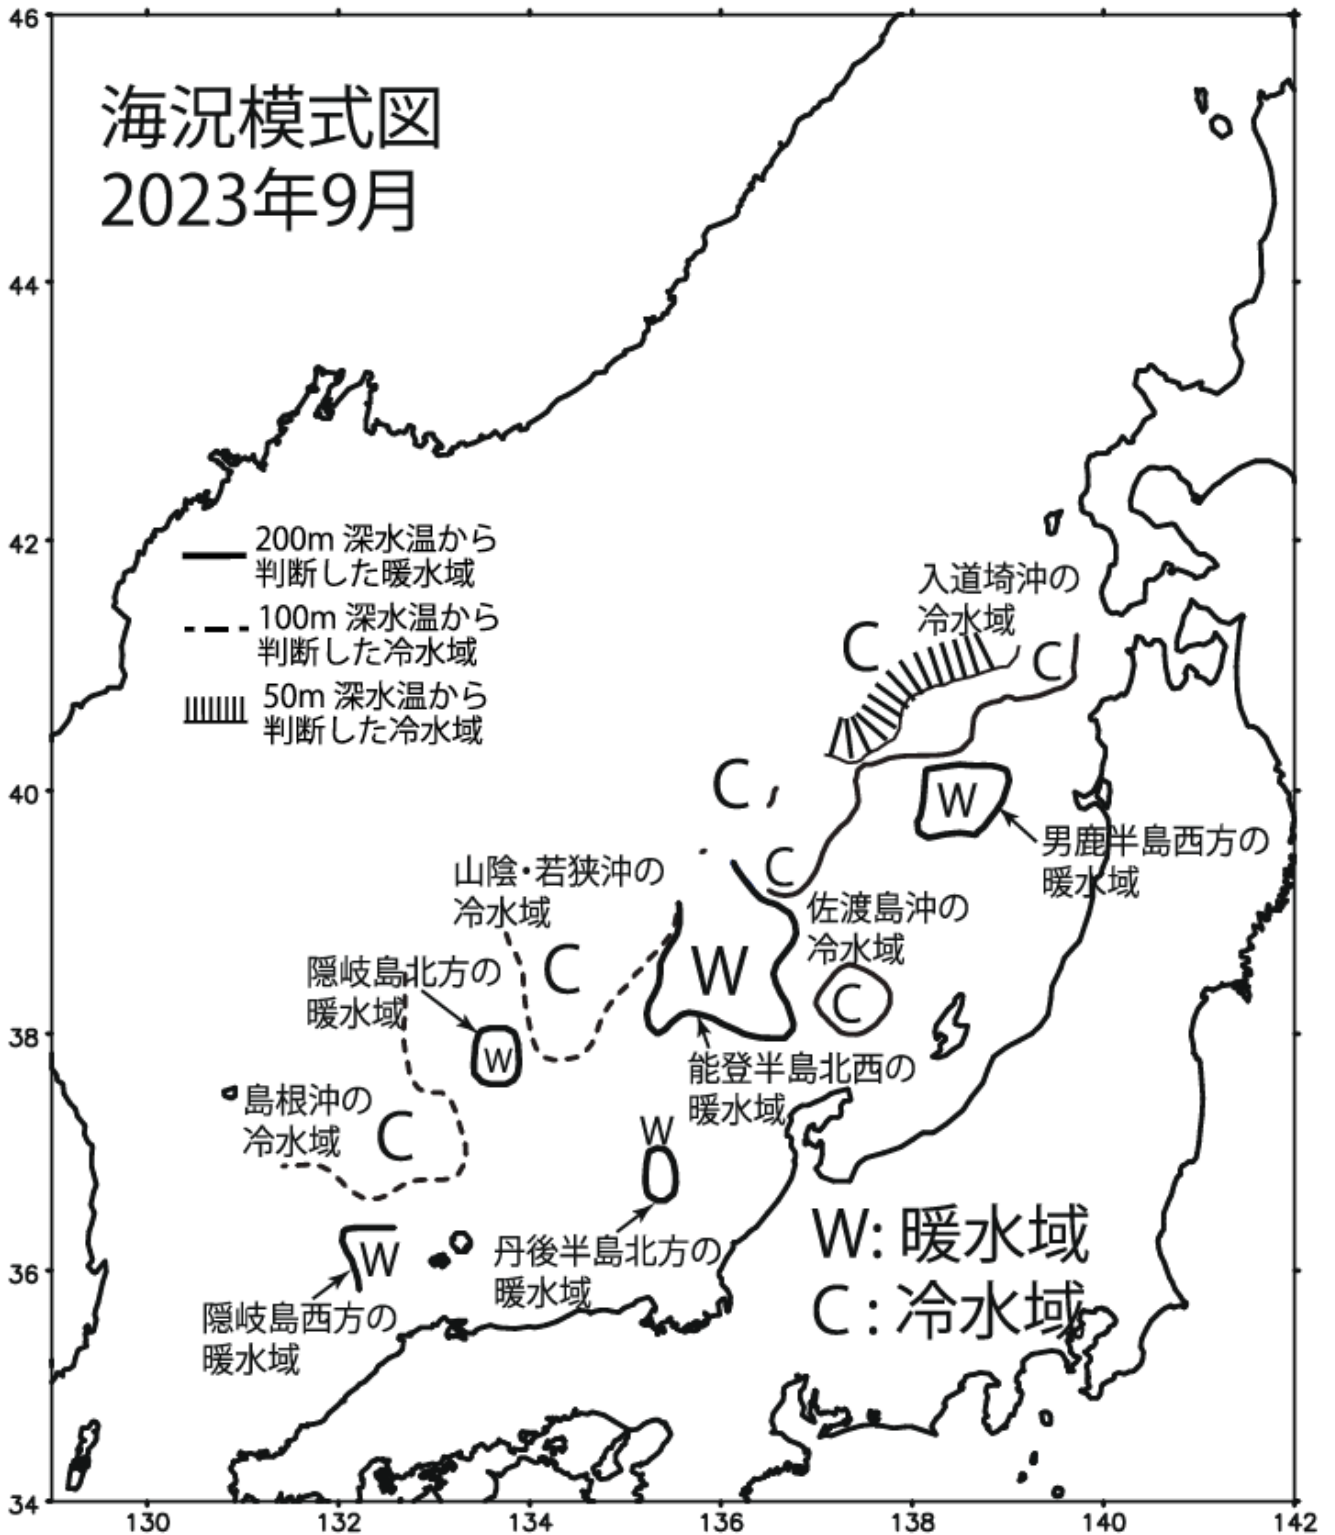 46
海況模式図
2023年9月
44
42
200m 深水温から
判断した暖水域
100m 深水温から
判断した冷水域
50m 深水温から
判断した冷水域
入道埼沖の
冷水域
C
C
40
C
W
男鹿半島西方の
暖水域
山陰・若狭沖の
冷水域
C
佐渡島沖の
冷水域
隠岐島北方の
暖水域
C
W
C
38
W
能登半島北西の
暖水域
島根沖の
冷水域
C
W
丹後半島北方の
暖水域
36
W
隠岐島西方の
暖水域
W: 暖水域
C : 冷水域
34
130
132
134
136
138
140
142